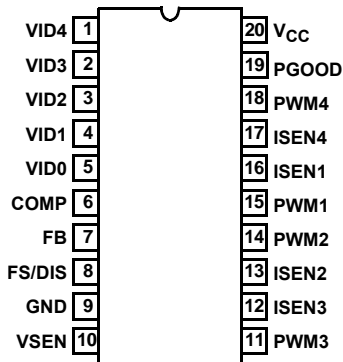 VID4 1 20 VCC
VID3 2 19 PGOOD
VID2 3 18 PWM4
VID1 4 17 ISEN4
VID0 5 16 ISEN1
COMP 6 15 PWM1
FB 7 14 PWM2
FS/DIS 8 13 ISEN2
GND 9 12 ISEN3
VSEN 10 11 PWM3